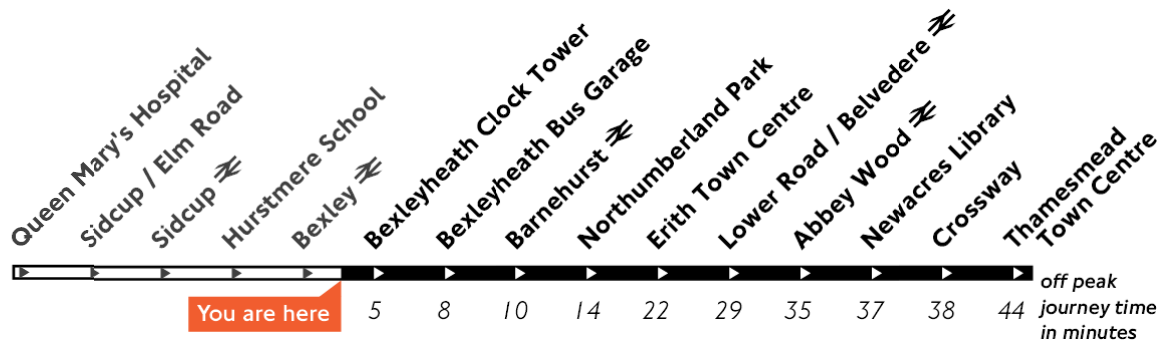 Queen Mary's Hospital
Sidcup / Elm Road
Sidcup
Hurstmere School
Bexley
Bexleyheath Clock Tower
Bexleyheath Bus Garage
Barnehurst
Northumberland Park
Erith Town Centre
Lower Road / Belvedere
Abbey Wood
Newacres Library
Crossway
Thamesmead
Town Centre
You are here
5 8 10 14 22 29 35 37 38 44
off peak
journey time
in minutes